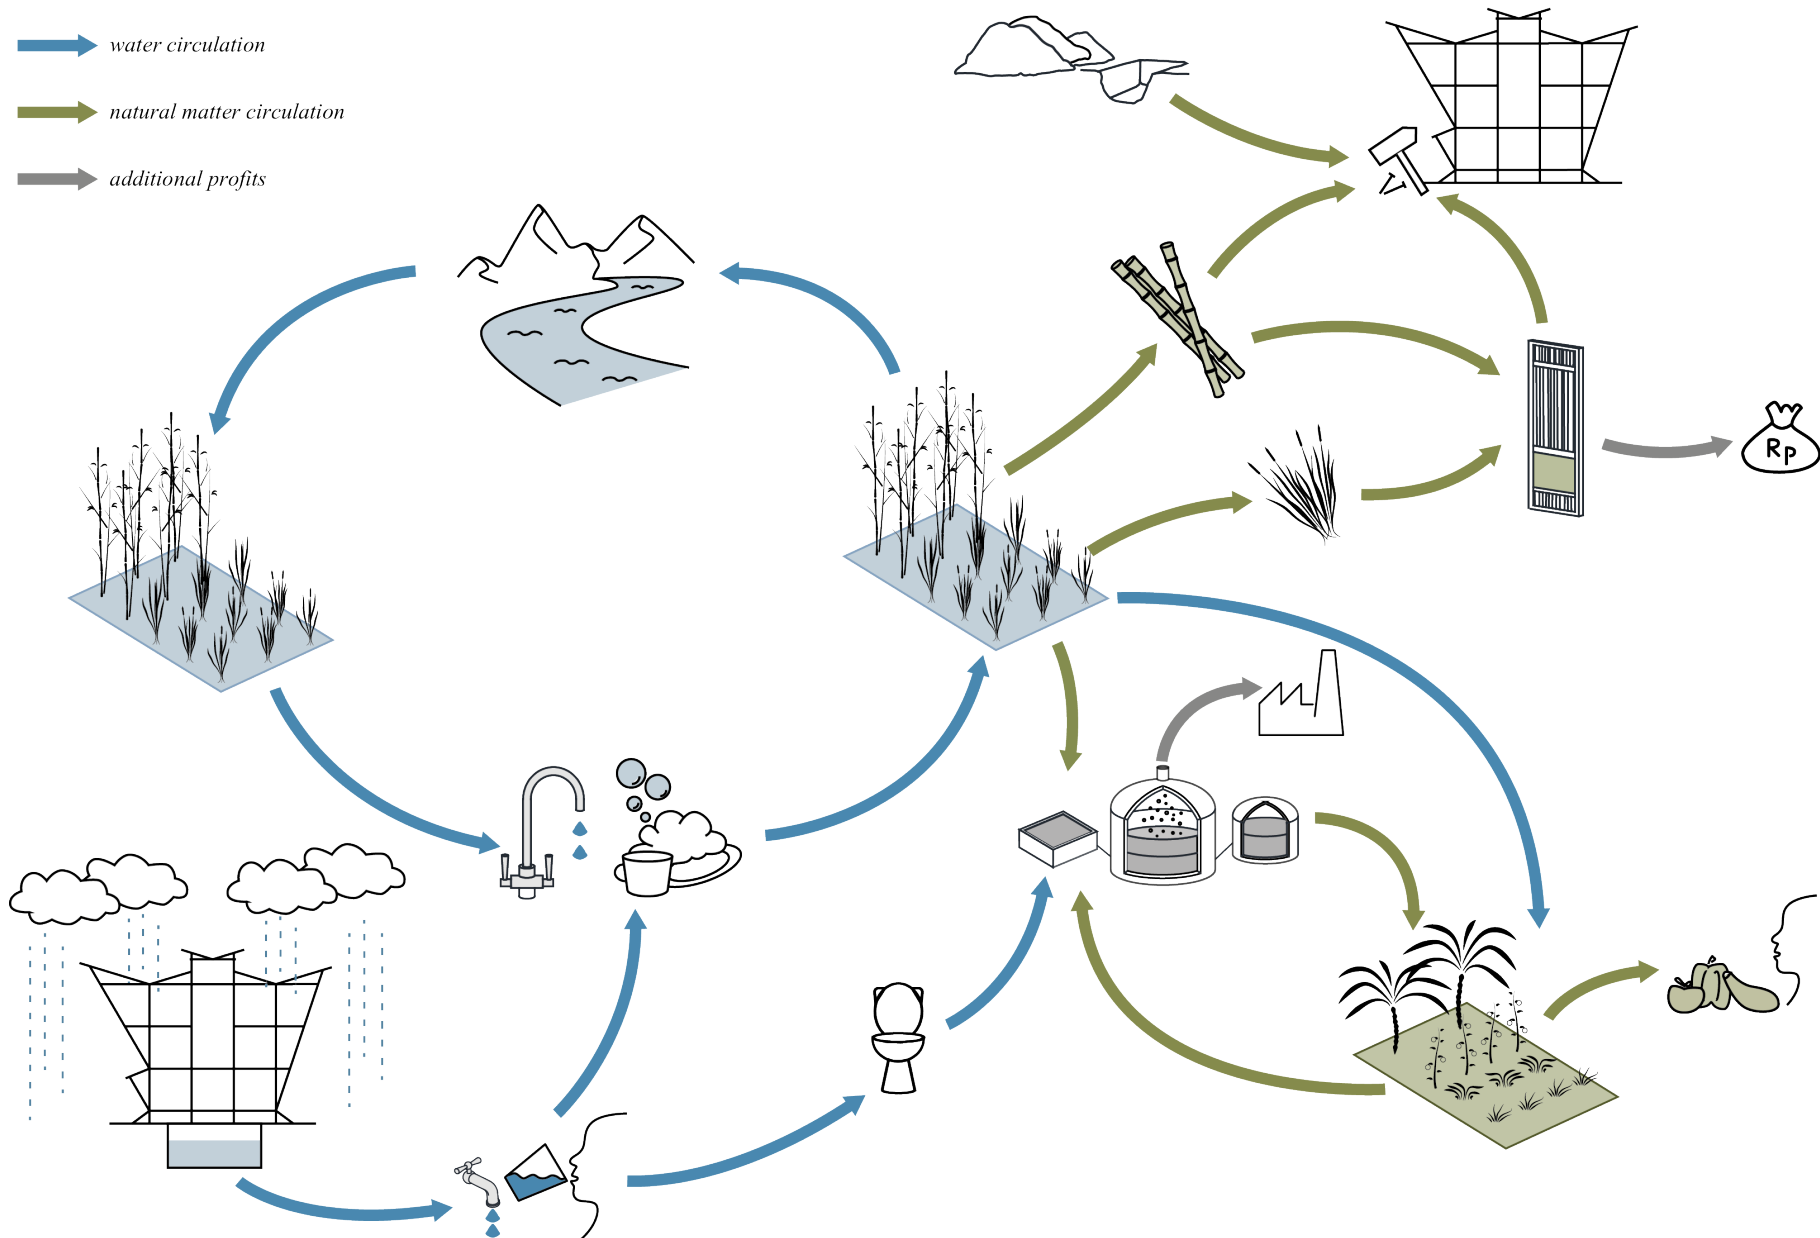 water circulation
natural matter circulation
additional profits
Rp